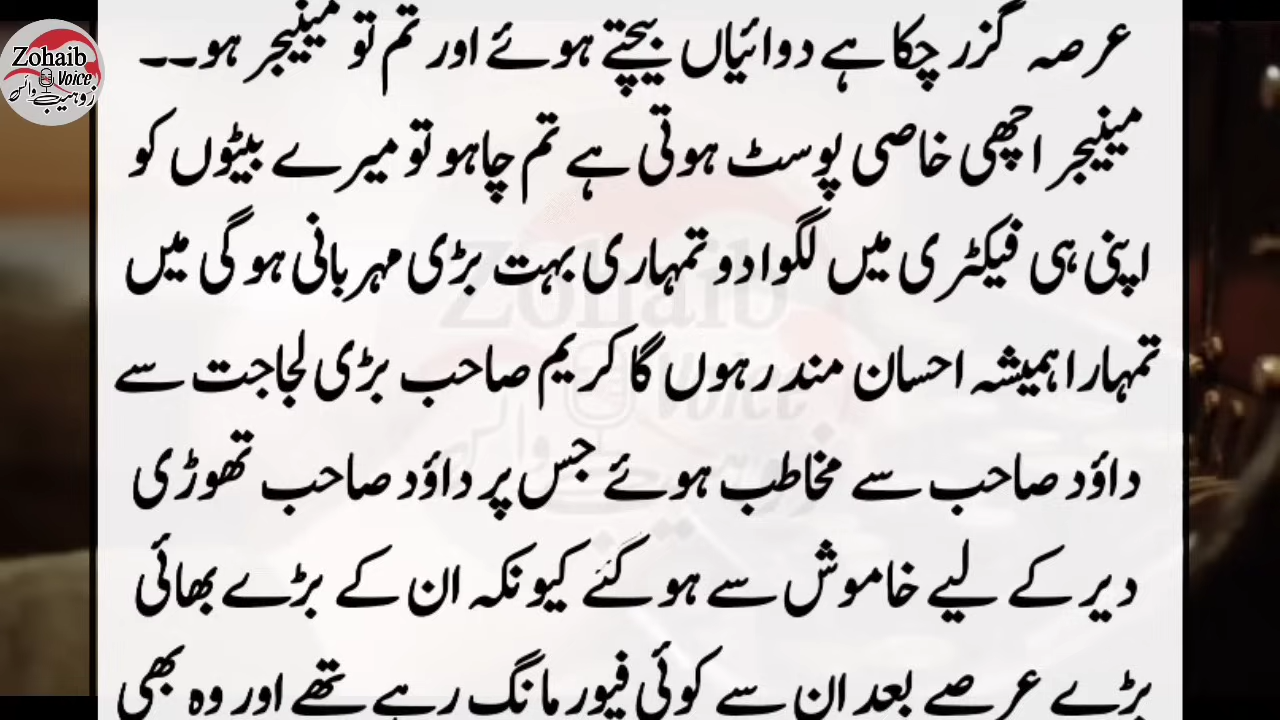 Zohaib
Voice
زوہیب وائس
عرصہ گزر چکا ہے دوائیاں بیچتے ہوئے اور تم تو مینیجر ہو۔۔
مینیجر اچھی خاصی پوسٹ ہوتی ہے تم چاہو تو میرے بیٹوں کو
اپنی ہی فیکٹری میں لگوا دو تمہاری بہت بڑی مہربانی ہوگی میں
تمہارا ہمیشہ احسان مند رہوں گا کریم صاحب بڑی لجاجت سے
داؤد صاحب سے مخاطب ہوئے جس پر داؤد صاحب تھوڑی
دیر کے لیے خاموش سے ہو گئے کیونکہ ان کے بڑے بھائی
بڑے عرصے بعد ان سے کوئی فیور مانگ رہے تھے اور وہ بھی